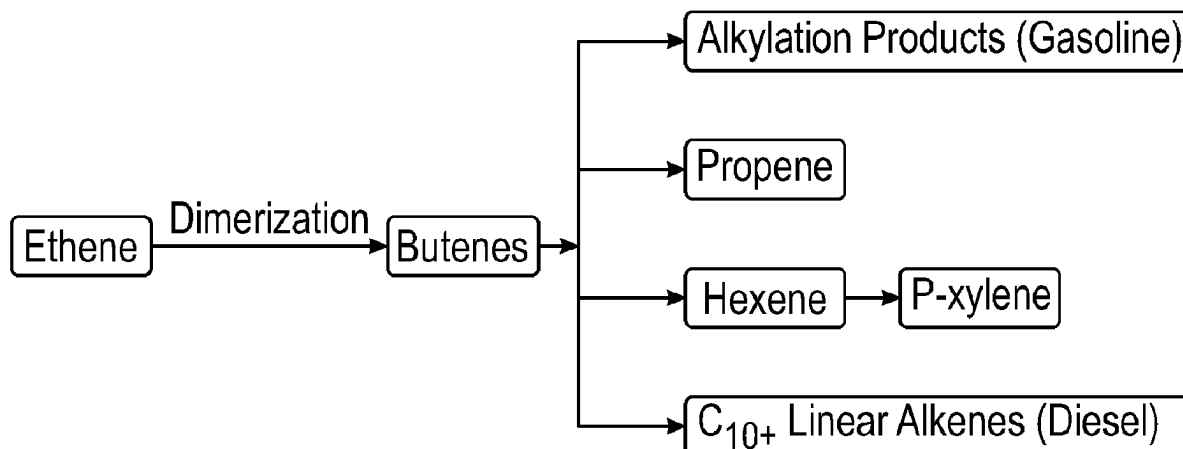 Alkylation Products (Gasoline)
Propene
Dimerization
Ethene
Butenes
Hexene
P-xylene
C₁₀₊ Linear Alkenes (Diesel)